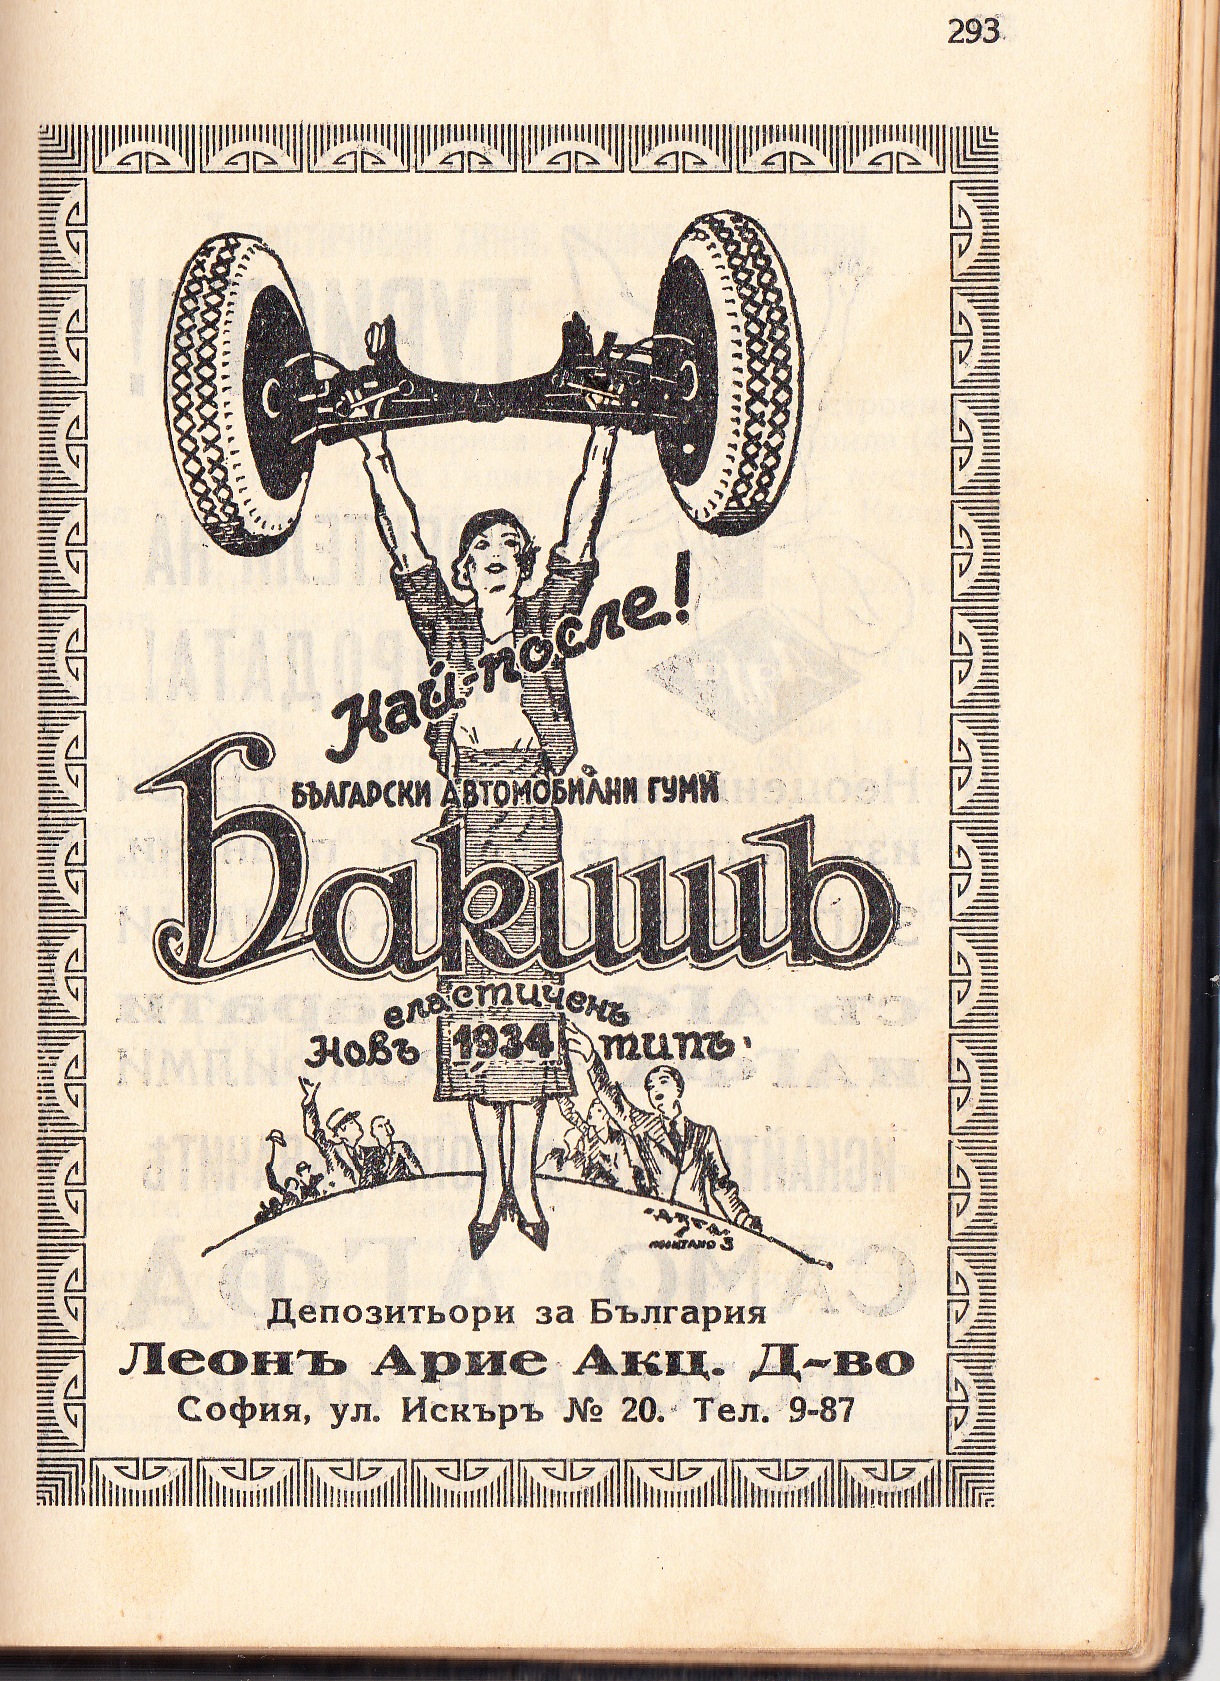 293
Най-после!
БЪЛГАРСКИ АВТОМОБИЛНИ ГУМИ
Бакишъ
еластиченъ
Новъ 1934 типъ.
Депозитьори за България
Леонъ Арие Акц. Д-во
София, ул. Искъръ № 20. Тел. 9-87